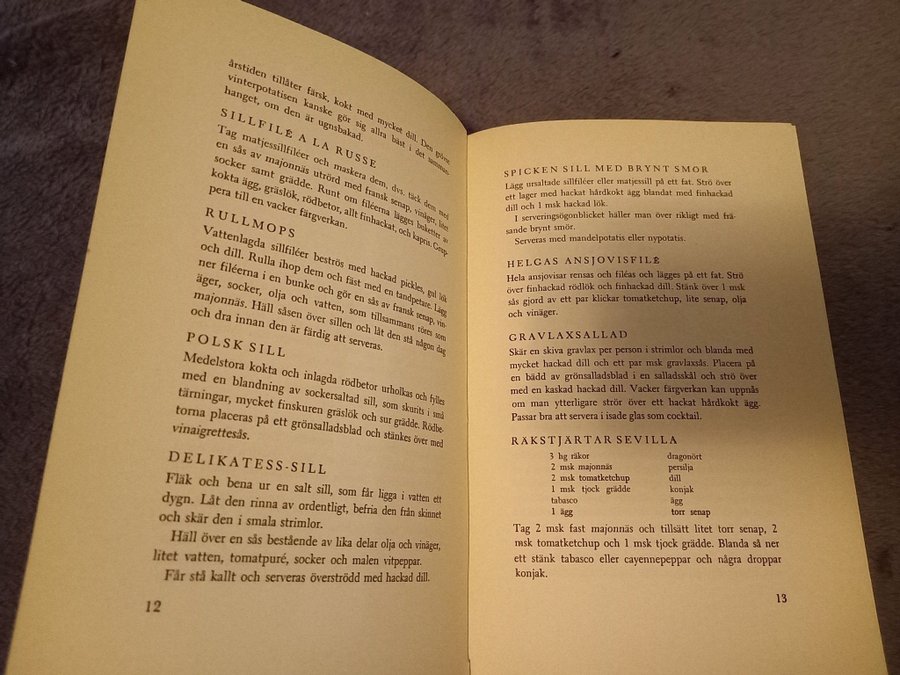 årstiden tillåter färsk, kokt med mycket dill. Den grövre
vinterpotatisen kanske gör sig allra bäst i det samman-
hanget, om den är ugnsbakad.
SILLFILÉ A LA RUSSE
Tag matjessillfiléer och maskera dem, dvs. täck dem med
en sås av majonnäs utrörd med fransk senap, vinäger, litet
socker samt grädde. Runt om filéerna lägges buketter av
kokta ägg, gräslök, rödbetor, allt finhackat, och kapris. Grup-
pera till en vacker färgverkan.
RULLMOPS
Vattenlagda sillfiléer beströs med hackad pickles, gul lök
och dill. Rulla ihop dem och fäst med en tandpetare. Lägg
ner filéerna i en bunke och gör en sås av fransk senap, vin-
äger, socker, olja och vatten, som tillsammans röres som
majonnäs. Häll såsen över sillen och låt den stå någon dag
och dra innan den är färdig att serveras.
POLSK SILL
Medelstora kokta och inlagda rödbetor urholkas och fylles
med en blandning av sockersaltad sill, som skurits i små
tärningar, mycket finskuren gräslök och sur grädde. Rödbe-
torna placeras på ett grönsalladsblad och stänkes över med
vinaigrettesås.
DELIKATESS-SILL
Fläk och bena ur en salt sill, som får ligga i vatten ett
dygn. Låt den rinna av ordentligt, befria den från skinnet
och skär den i smala strimlor.
Häll över en sås bestående av lika delar olja och vinäger,
litet vatten, tomatpuré, socker och malen vitpeppar.
Får stå kallt och serveras överströdd med hackad dill.
12
SPICKEN SILL MED BRYNT SMÖR
Lägg ursaltade sillfiléer eller matjessill på ett fat. Strö över
ett lager med hackat hårdkokt ägg blandat med finhackad
dill och 1 msk hackad lök.
I serveringsögonblicket häller man över rikligt med frä-
sande brynt smör.
Serveras med mandelpotatis eller nypotatis.
HELGAS ANSJOVISFILÉ
Hela ansjovisar rensas och filéas och lägges på ett fat. Strö
över finhackad rödlök och finhackad dill. Stänk över 1 msk
sås gjord av ett par klickar tomatketchup, lite senap, olja
och vinäger.
GRAVLAXSALLAD
Skär en skiva gravlax per person i strimlor och blanda med
mycket hackad dill och ett par msk gravlaxsås. Placera på
en bädd av grönsalladsblad i en salladsskål och strö över
med en kaskad hackad dill. Vacker färgverkan kan uppnås
om man ytterligare strör över ett hackat hårdkokt ägg.
Passar bra att servera i isade glas som cocktail.
RÄKSTJÄRTAR SEVILLA
3 hg räkor dragonört
2 msk majonnäs persilja
2 msk tomatketchup dill
1 msk tjock grädde konjak
tabasco ägg
1 ägg torr senap
Tag 2 msk fast majonnäs och tillsätt litet torr senap, 2
msk tomatketchup och 1 msk tjock grädde. Blanda så ner
ett stänk tabasco eller cayennepeppar och några droppar
konjak.
13